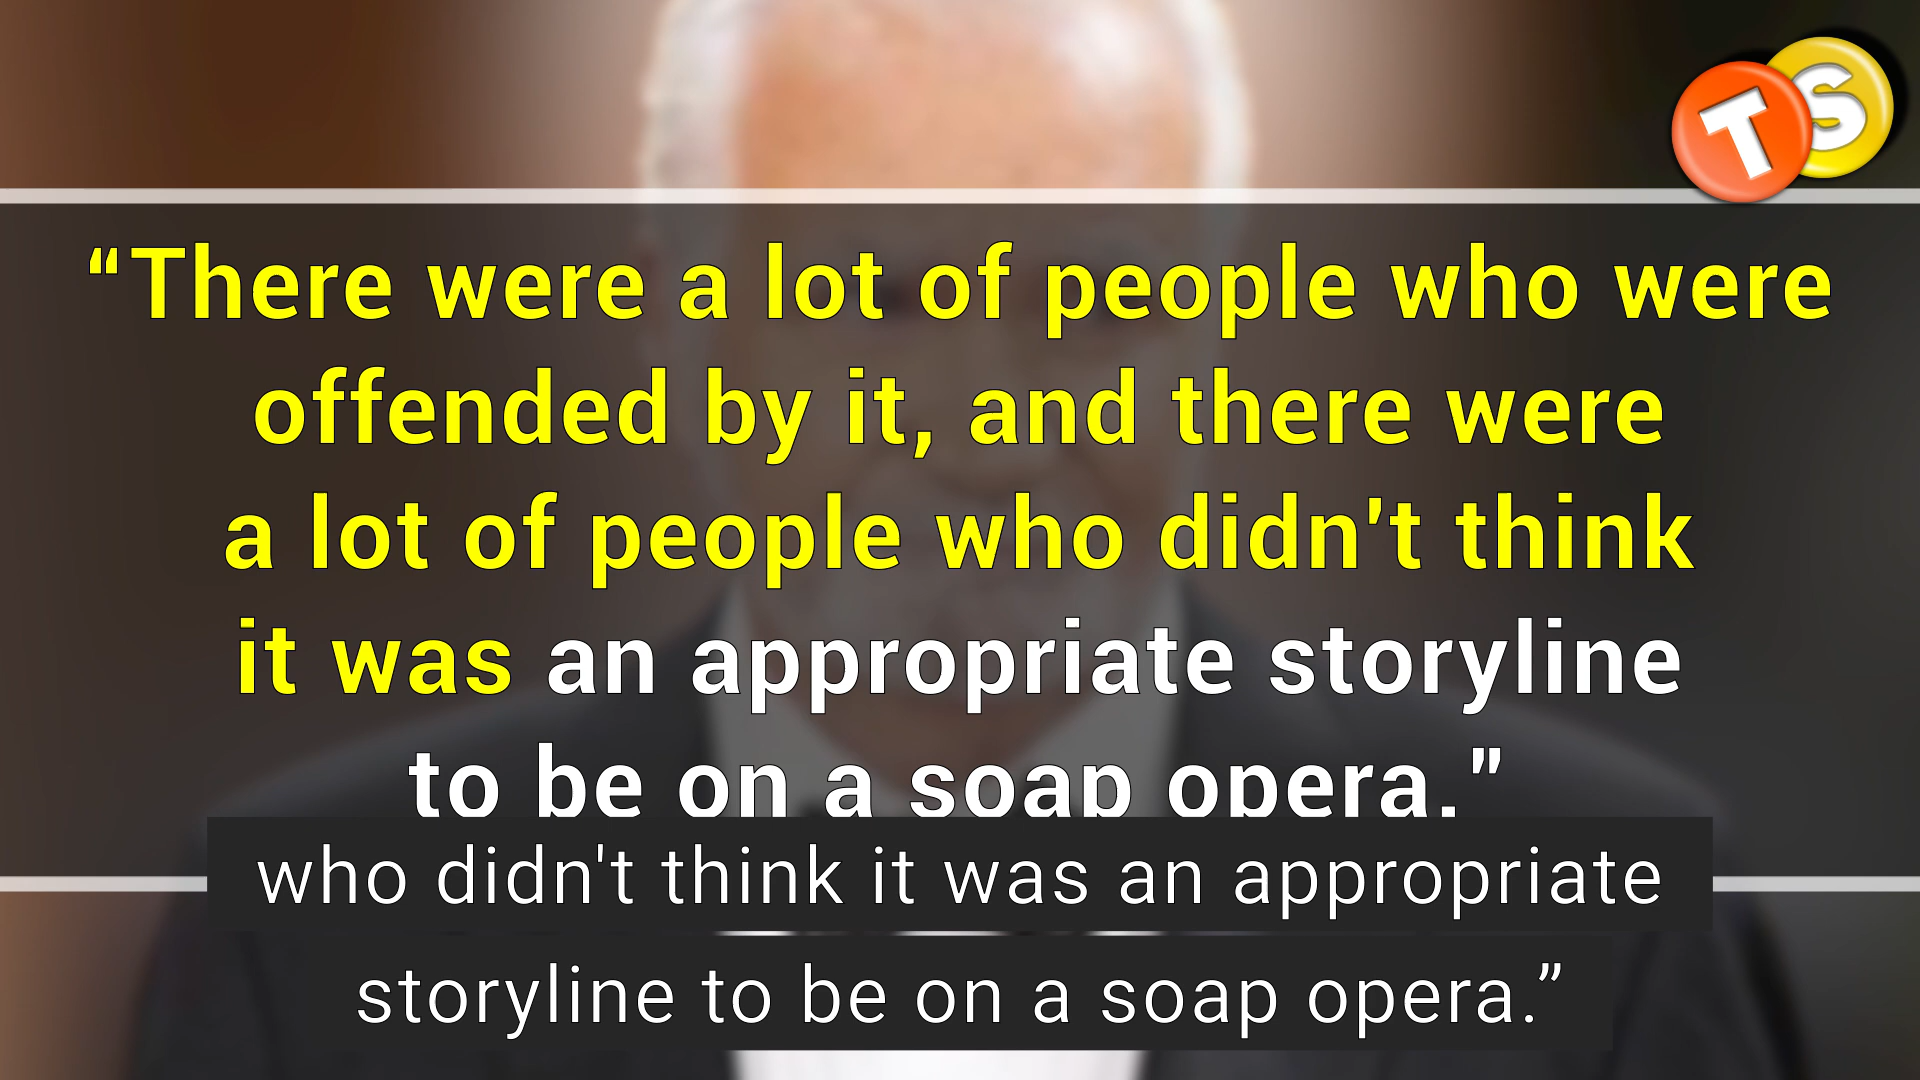 TS
“There were a lot of people who were
offended by it, and there were
a lot of people who didn't think
it was an appropriate storyline
to be on a soap opera."
who didn't think it was an appropriate
storyline to be on a soap opera.”